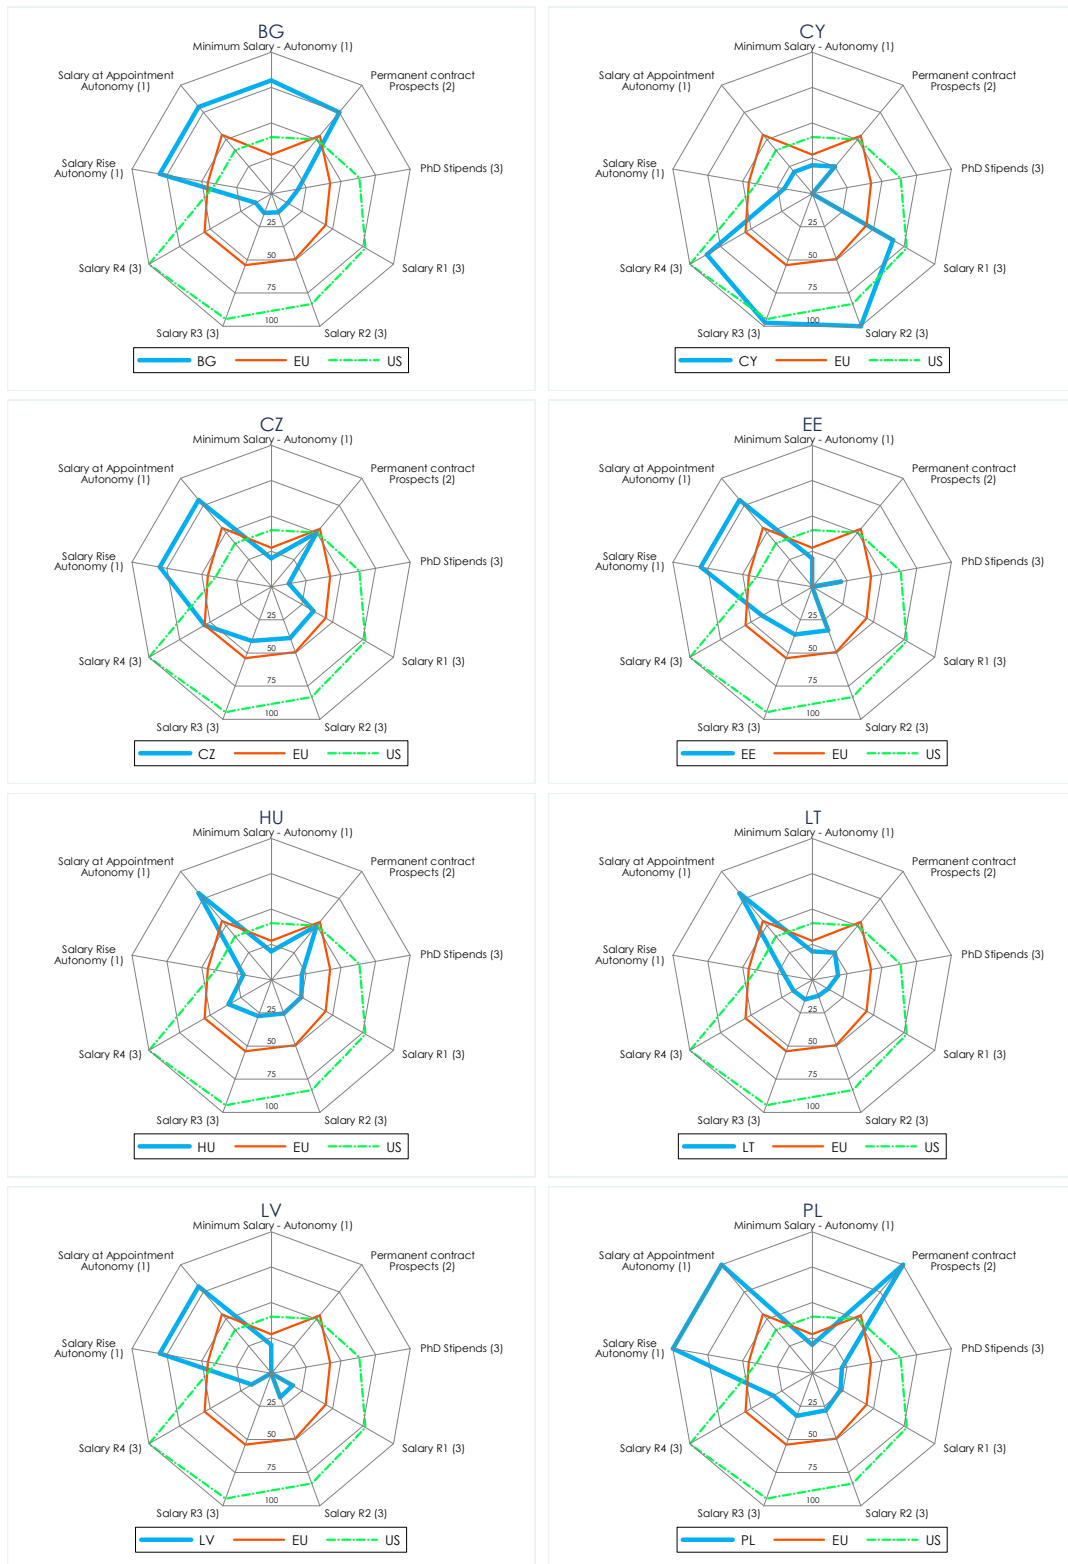 BG
Minimum Salary - Autonomy (1)
Salary at Appointment
Autonomy (1)
Permanent contract
Prospects (2)
Salary Rise
Autonomy (1)
PhD Stipends (3)
25
Salary R4 (3)
Salary R1 (3)
50
75
100
Salary R3 (3)
Salary R2 (3)
BG EU US
CY
Minimum Salary - Autonomy (1)
Salary at Appointment
Autonomy (1)
Permanent contract
Prospects (2)
Salary Rise
Autonomy (1)
PhD Stipends (3)
25
Salary R4 (3)
Salary R1 (3)
50
75
100
Salary R3 (3)
Salary R2 (3)
CY EU US
CZ
Minimum Salary - Autonomy (1)
Salary at Appointment
Autonomy (1)
Permanent contract
Prospects (2)
Salary Rise
Autonomy (1)
PhD Stipends (3)
25
Salary R4 (3)
Salary R1 (3)
50
75
100
Salary R3 (3)
Salary R2 (3)
CZ EU US
EE
Minimum Salary - Autonomy (1)
Salary at Appointment
Autonomy (1)
Permanent contract
Prospects (2)
Salary Rise
Autonomy (1)
PhD Stipends (3)
25
Salary R4 (3)
Salary R1 (3)
50
75
100
Salary R3 (3)
Salary R2 (3)
EE EU US
HU
Minimum Salary - Autonomy (1)
Salary at Appointment
Autonomy (1)
Permanent contract
Prospects (2)
Salary Rise
Autonomy (1)
PhD Stipends (3)
25
Salary R4 (3)
Salary R1 (3)
50
75
100
Salary R3 (3)
Salary R2 (3)
HU EU US
LT
Minimum Salary - Autonomy (1)
Salary at Appointment
Autonomy (1)
Permanent contract
Prospects (2)
Salary Rise
Autonomy (1)
PhD Stipends (3)
25
Salary R4 (3)
Salary R1 (3)
50
75
100
Salary R3 (3)
Salary R2 (3)
LT EU US
LV
Minimum Salary - Autonomy (1)
Salary at Appointment
Autonomy (1)
Permanent contract
Prospects (2)
Salary Rise
Autonomy (1)
PhD Stipends (3)
25
Salary R4 (3)
Salary R1 (3)
50
75
100
Salary R3 (3)
Salary R2 (3)
LV EU US
PL
Minimum Salary - Autonomy (1)
Salary at Appointment
Autonomy (1)
Permanent contract
Prospects (2)
Salary Rise
Autonomy (1)
PhD Stipends (3)
25
Salary R4 (3)
Salary R1 (3)
50
75
100
Salary R3 (3)
Salary R2 (3)
PL EU US